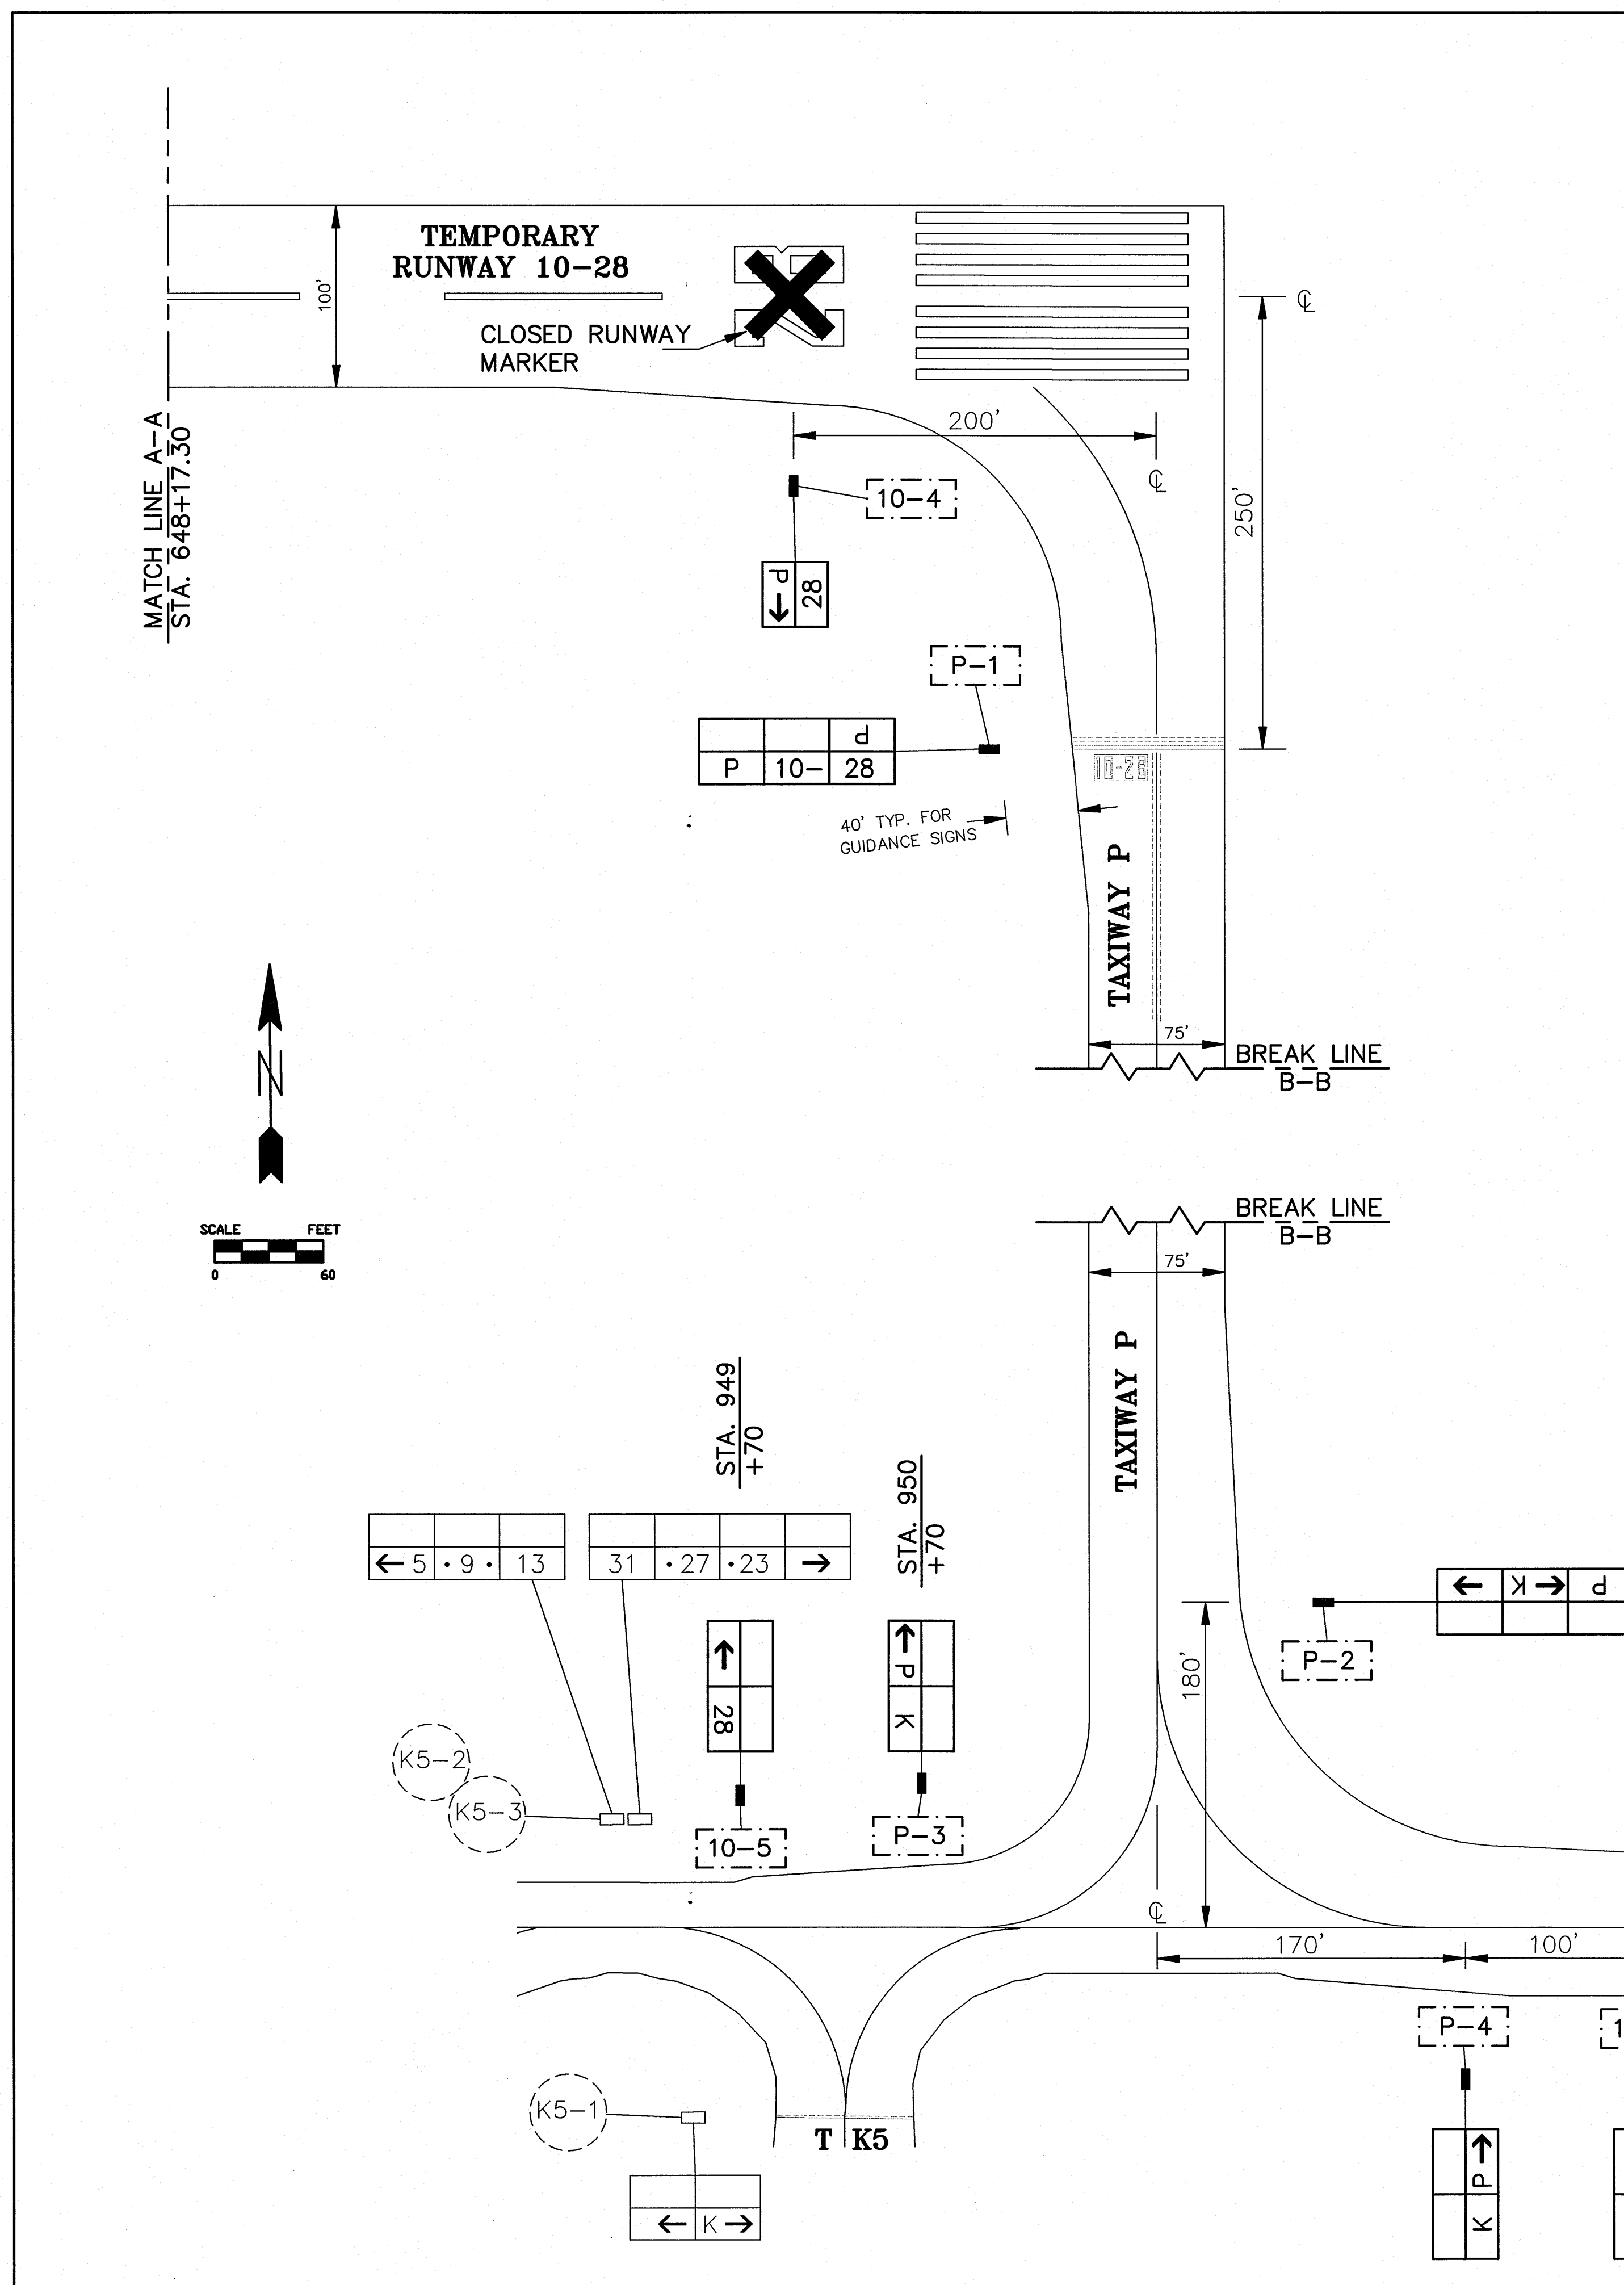 TEMPORARY
RUNWAY 10-28
100'
CLOSED RUNWAY
MARKER
MATCH LINE A-A
STA. 648+17.30
200'
℄
℄
250'
10-4
P ←
28
P-1
P
P 10- 28
10-28
40' TYP. FOR
GUIDANCE SIGNS
TAXIWAY P
75'
BREAK LINE
B-B
N
SCALE FEET
0 60
BREAK LINE
B-B
75'
TAXIWAY P
STA. 949
+70
STA. 950
+70
← 5 • 9 • 13
31 • 27 • 23 →
← 28
← P K
← K → P
P-2
180'
K5-2
K5-3
10-5
P-3
℄
170'
100'
P-4
1
K5-1
T K5
← K →
K P →